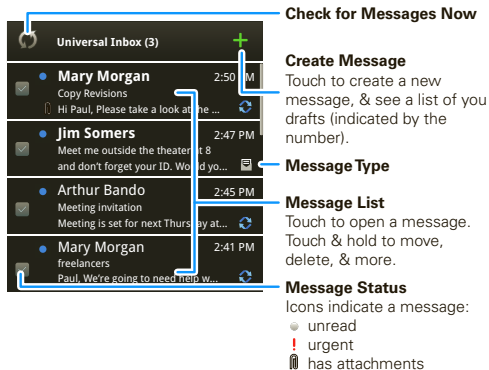 Check for Messages Now
Universal Inbox (3)
Create Message
Touch to create a new
message, & see a list of you
drafts (indicated by the
number).
Mary Morgan 2:50 PM
Copy Revisions
Hi Paul, Please take a look at the ...
Jim Somers 2:47 PM
Meet me outside the theater at 8
and don't forget your ID. Would yo...
Message Type
Arthur Bando 2:45 PM
Meeting invitation
Meeting is set for next Thursday at...
Message List
Touch to open a message.
Touch & hold to move,
delete, & more.
Mary Morgan 2:41 PM
freelancers
Paul, We're going to need help w...
Message Status
Icons indicate a message:
unread
urgent
has attachments